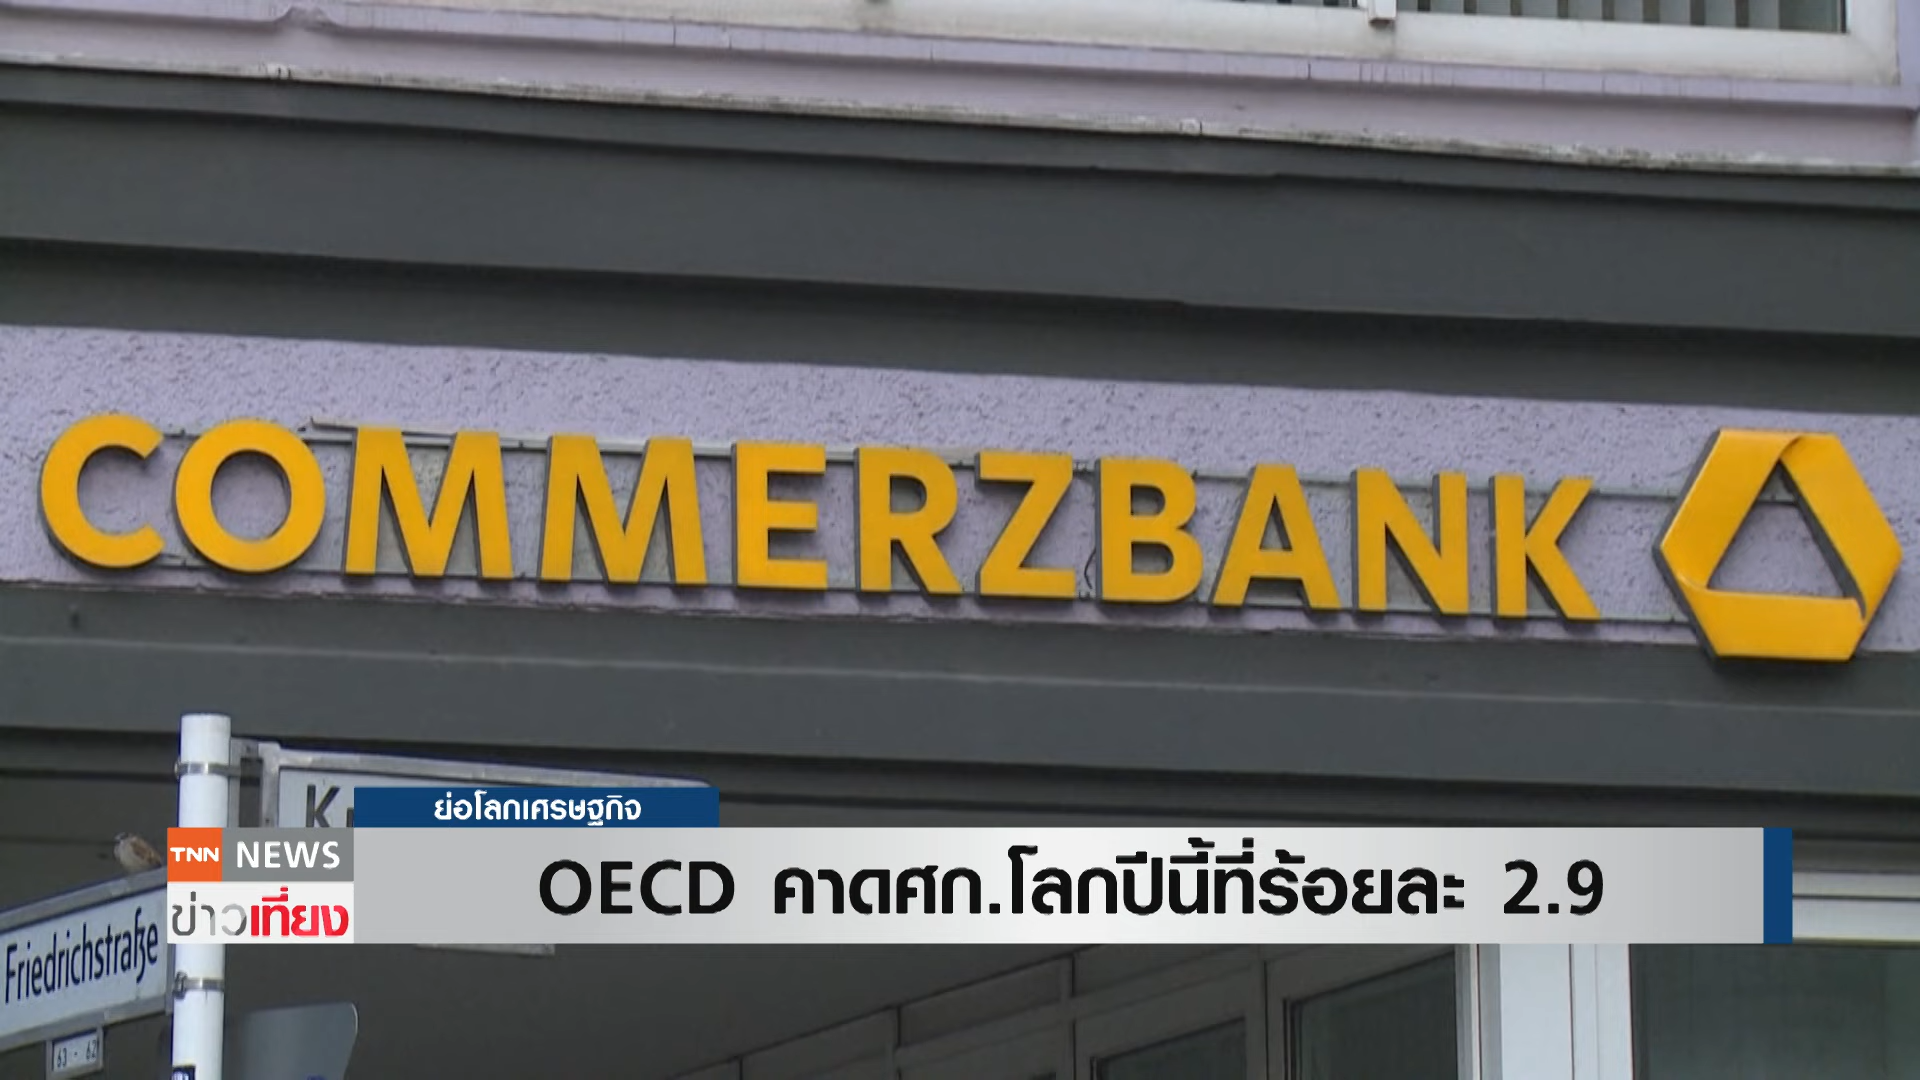 COMMERZBANK
ย่อโลกเศรษฐกิจ
TNN NEWS
ข่าวเที่ยง
OECD คาดศก.โลกปีนี้ที่ร้อยละ 2.9
Friedrichstraße
63 - 62